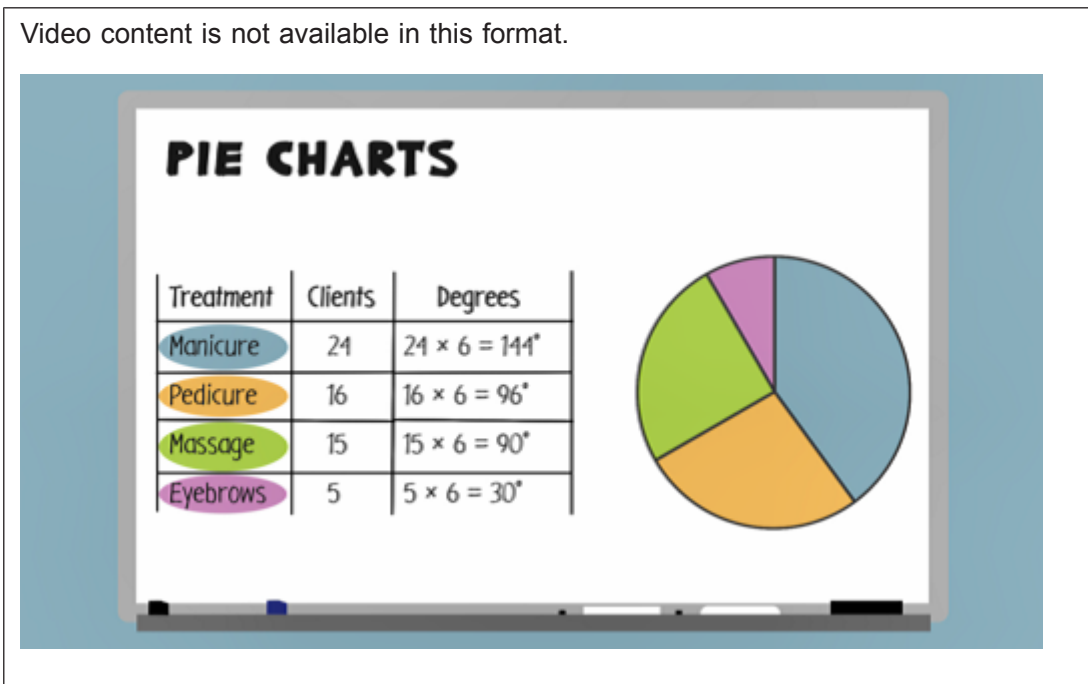 Video content is not available in this format.
PIE CHARTS
Treatment Clients Degrees
Manicure 24 24 × 6 = 144°
Pedicure 16 16 × 6 = 96°
Massage 15 15 × 6 = 90°
Eyebrows 5 5 × 6 = 30°